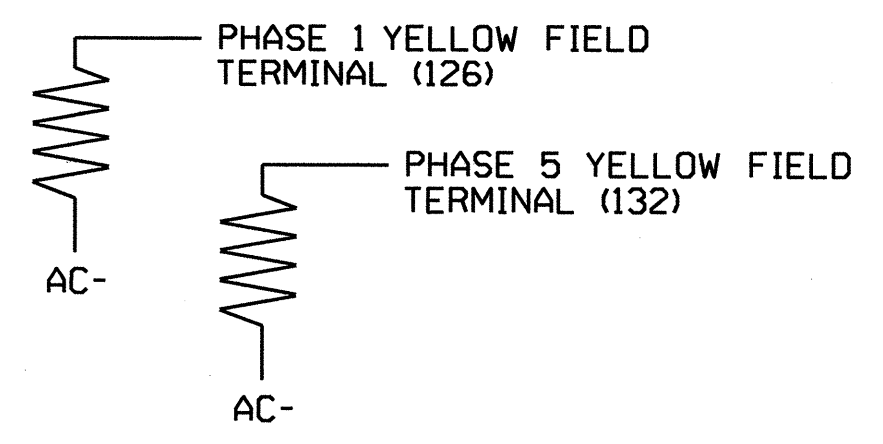 PHASE 1 YELLOW FIELD
TERMINAL (126)
AC-
PHASE 5 YELLOW FIELD
TERMINAL (132)
AC-